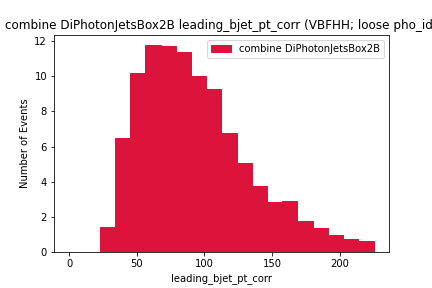 combine DiPhotonJetsBox2B leading_bjet_pt_corr (VBFHH; loose pho_id
combine DiPhotonJetsBox2B
12
10
8
6
4
2
0
Number of Events
0 50 100 150 200
leading_bjet_pt_corr